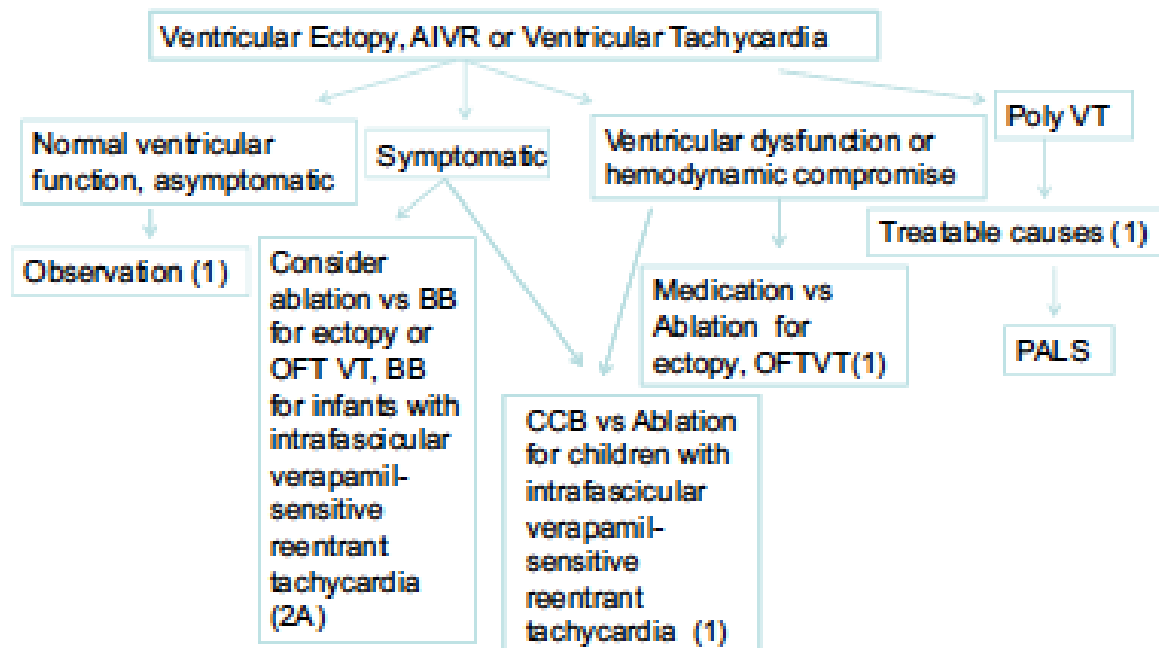 Ventricular Ectopy, AIVR or Ventricular Tachycardia
Normal ventricular
function, asymptomatic
Symptomatic
Ventricular dysfunction or
hemodynamic compromise
Poly VT
Observation (1)
Consider
ablation vs BB
for ectopy or
OFT VT, BB
for infants with
intrafascicular
verapamil-
sensitive
reentrant
tachycardia
(2A)
CCB vs Ablation
for children with
intrafascicular
verapamil-
sensitive
reentrant
tachycardia (1)
Medication vs
Ablation for
ectopy, OFTVT(1)
Treatable causes (1)
PALS